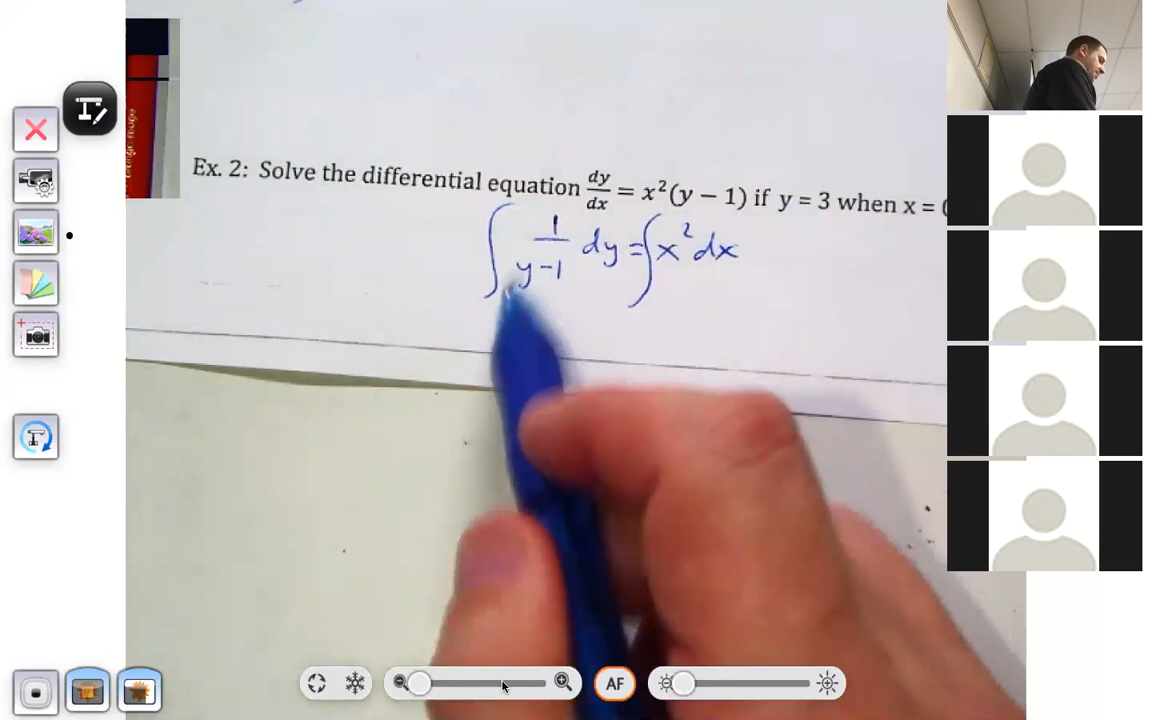 Ex. 2: Solve the differential equation dy/dx = x²(y − 1) if y = 3 when x =
∫ 1/(y−1) dy = ∫ x² dx
AF